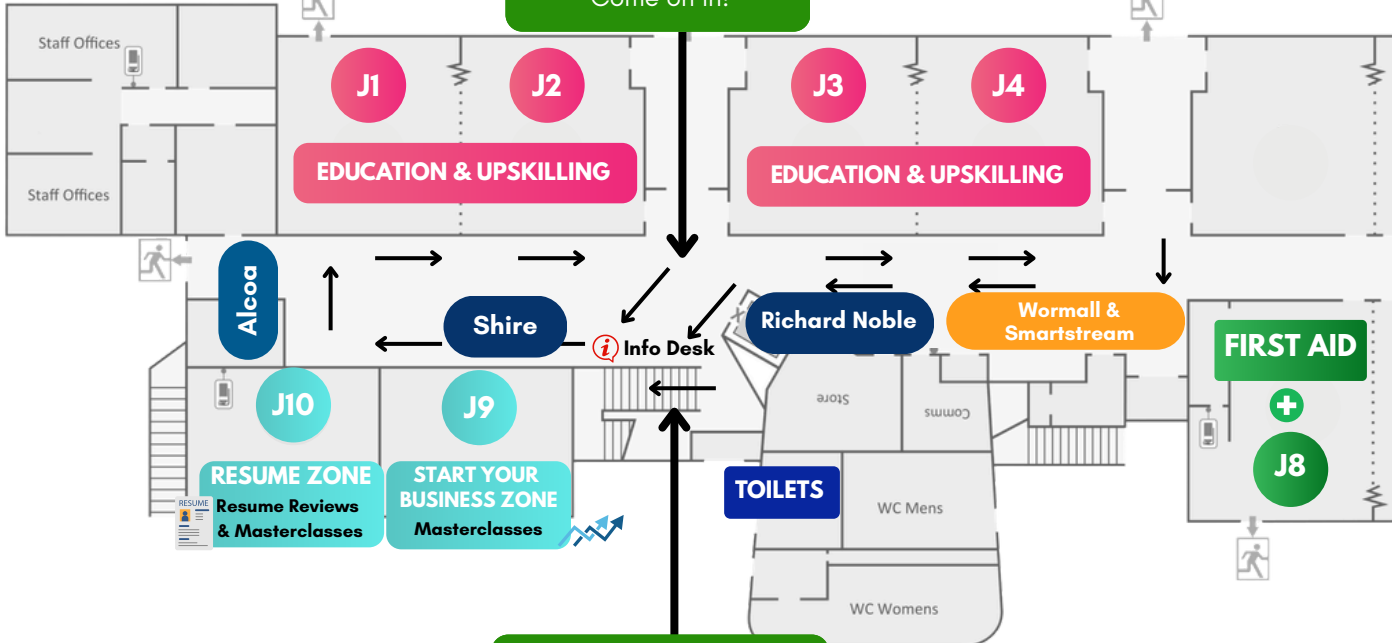 Come on in!
Staff Offices
J1
J2
J3
J4
EDUCATION & UPSKILLING
EDUCATION & UPSKILLING
Staff Offices
Alcoa
Shire
i Info Desk
Richard Noble
Wormall &
Smartstream
FIRST AID
J8
J10
J9
Store
Comms
RESUME ZONE
Resume Reviews
& Masterclasses
RESUME
START YOUR
BUSINESS ZONE
Masterclasses
TOILETS
WC Mens
WC Womens